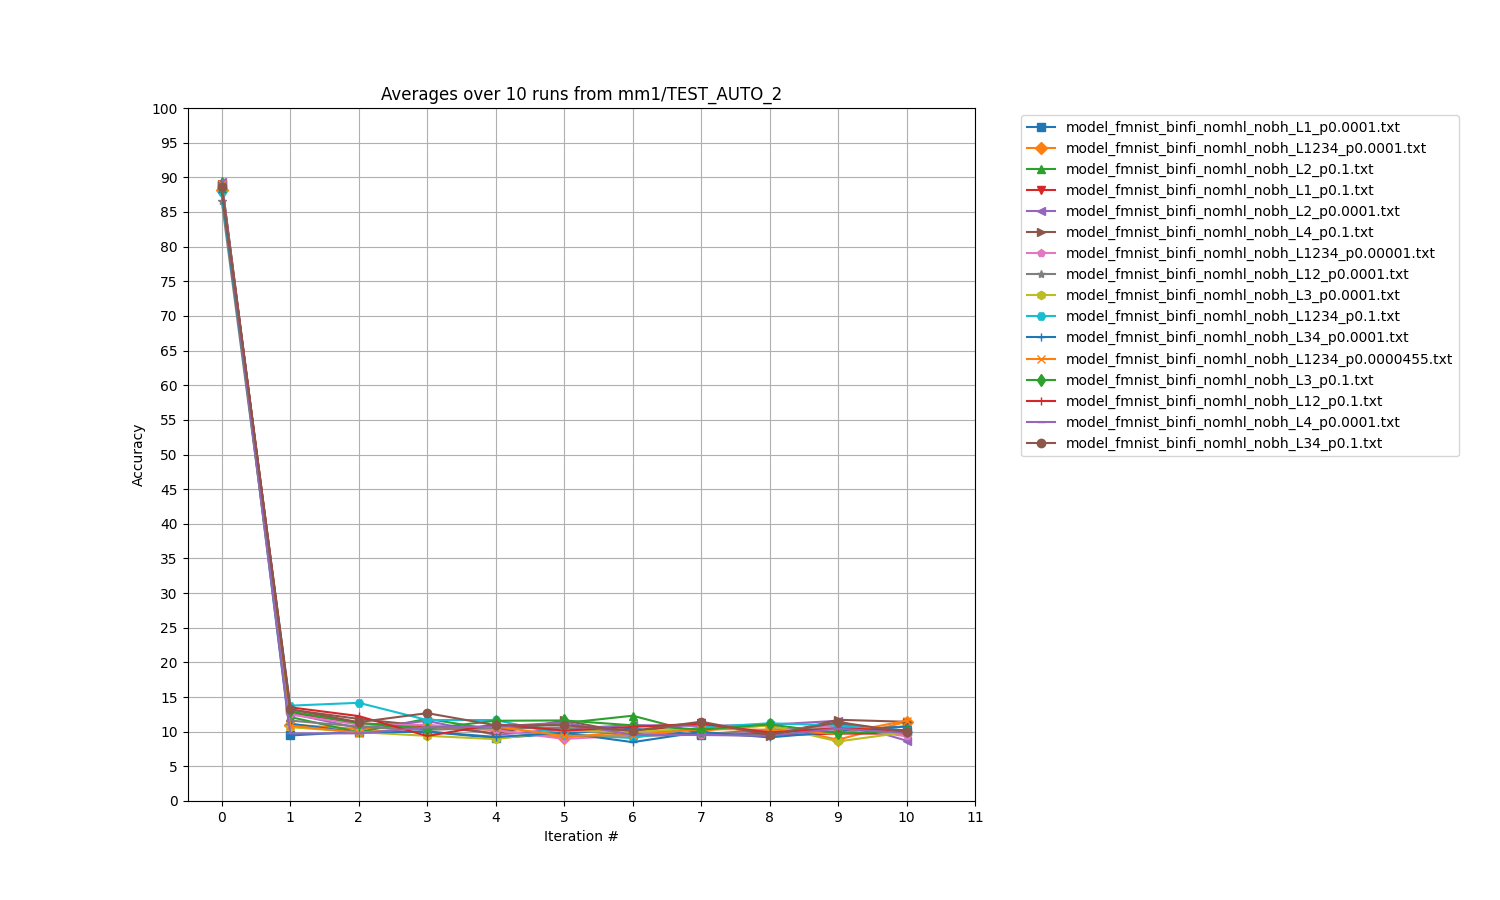 Averages over 10 runs from mm1/TEST_AUTO_2
100
95
90
85
80
75
70
65
60
55
50
45
40
35
30
25
20
15
10
5
0
Accuracy
0 1 2 3 4 5 6 7 8 9 10 11
Iteration #
model_fmnist_binfi_nomhl_nobh_L1_p0.0001.txt
model_fmnist_binfi_nomhl_nobh_L1234_p0.0001.txt
model_fmnist_binfi_nomhl_nobh_L2_p0.1.txt
model_fmnist_binfi_nomhl_nobh_L1_p0.1.txt
model_fmnist_binfi_nomhl_nobh_L2_p0.0001.txt
model_fmnist_binfi_nomhl_nobh_L4_p0.1.txt
model_fmnist_binfi_nomhl_nobh_L1234_p0.00001.txt
model_fmnist_binfi_nomhl_nobh_L12_p0.0001.txt
model_fmnist_binfi_nomhl_nobh_L3_p0.0001.txt
model_fmnist_binfi_nomhl_nobh_L1234_p0.1.txt
model_fmnist_binfi_nomhl_nobh_L34_p0.0001.txt
model_fmnist_binfi_nomhl_nobh_L1234_p0.0000455.txt
model_fmnist_binfi_nomhl_nobh_L3_p0.1.txt
model_fmnist_binfi_nomhl_nobh_L12_p0.1.txt
model_fmnist_binfi_nomhl_nobh_L4_p0.0001.txt
model_fmnist_binfi_nomhl_nobh_L34_p0.1.txt